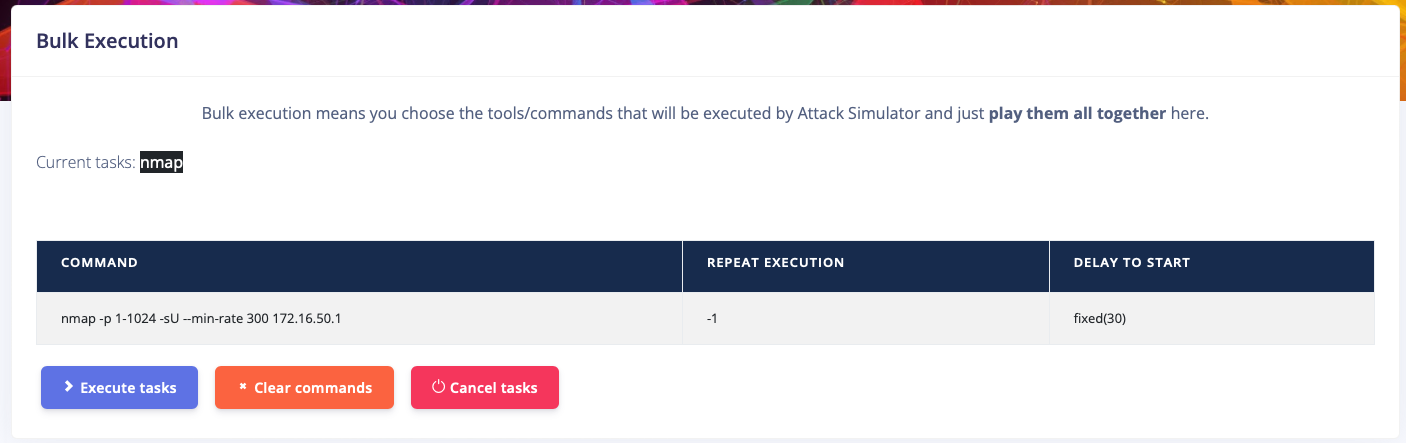 Bulk Execution
Bulk execution means you choose the tools/commands that will be executed by Attack Simulator and just play them all together here.
Current tasks: nmap
COMMAND REPEAT EXECUTION DELAY TO START
nmap -p 1-1024 -sU --min-rate 300 172.16.50.1 -1 fixed(30)
Execute tasks Clear commands Cancel tasks